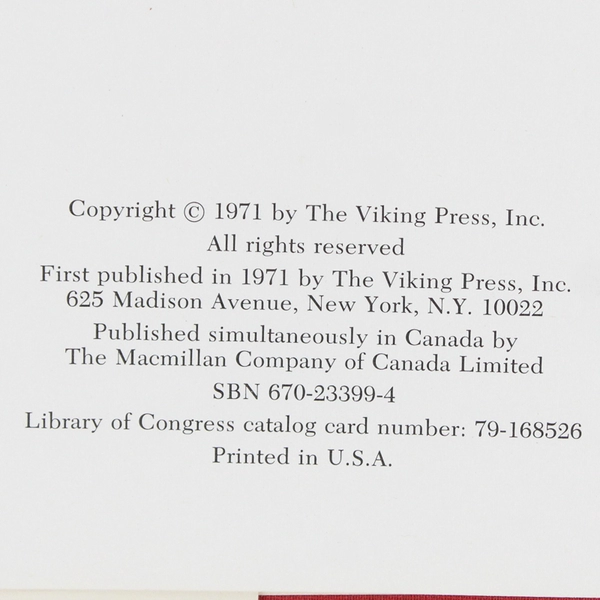 Copyright © 1971 by The Viking Press, Inc.
All rights reserved
First published in 1971 by The Viking Press, Inc.
625 Madison Avenue, New York, N.Y. 10022
Published simultaneously in Canada by
The Macmillan Company of Canada Limited
SBN 670-23399-4
Library of Congress catalog card number: 79-168526
Printed in U.S.A.